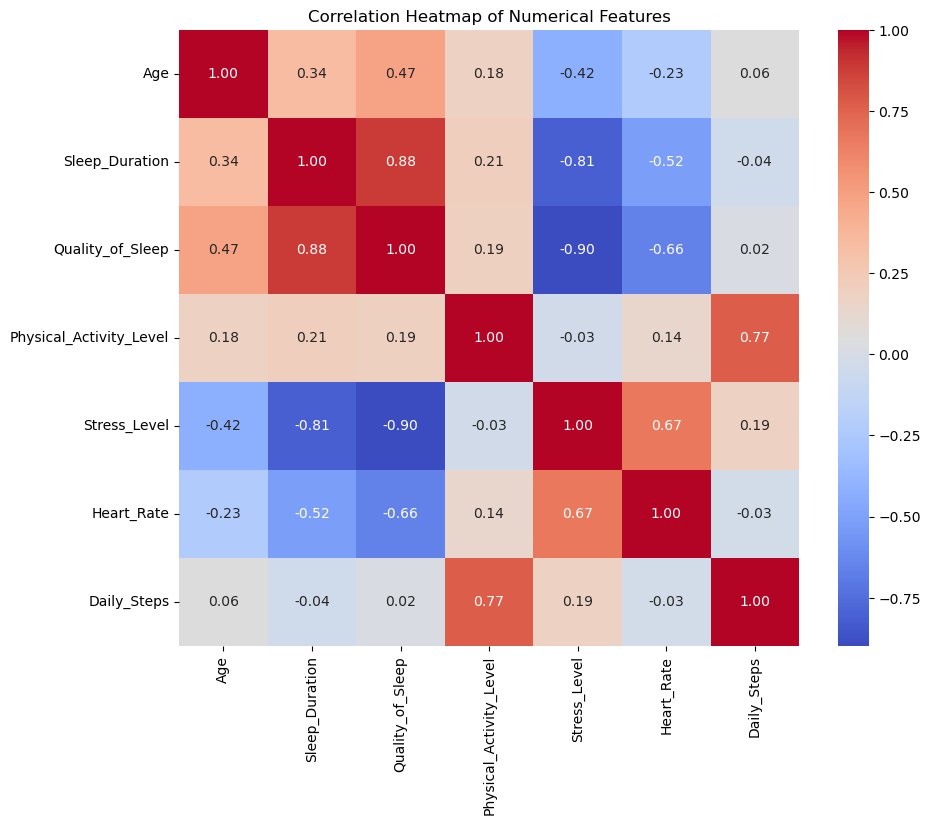 Correlation Heatmap of Numerical Features
Age 1.00 0.34 0.47 0.18 -0.42 -0.23 0.06
Sleep_Duration 0.34 1.00 0.88 0.21 -0.81 -0.52 -0.04
Quality_of_Sleep 0.47 0.88 1.00 0.19 -0.90 -0.66 0.02
Physical_Activity_Level 0.18 0.21 0.19 1.00 -0.03 0.14 0.77
Stress_Level -0.42 -0.81 -0.90 -0.03 1.00 0.67 0.19
Heart_Rate -0.23 -0.52 -0.66 0.14 0.67 1.00 -0.03
Daily_Steps 0.06 -0.04 0.02 0.77 0.19 -0.03 1.00
Age
Sleep_Duration
Quality_of_Sleep
Physical_Activity_Level
Stress_Level
Heart_Rate
Daily_Steps
1.00
0.75
0.50
0.25
0.00
−0.25
−0.50
−0.75